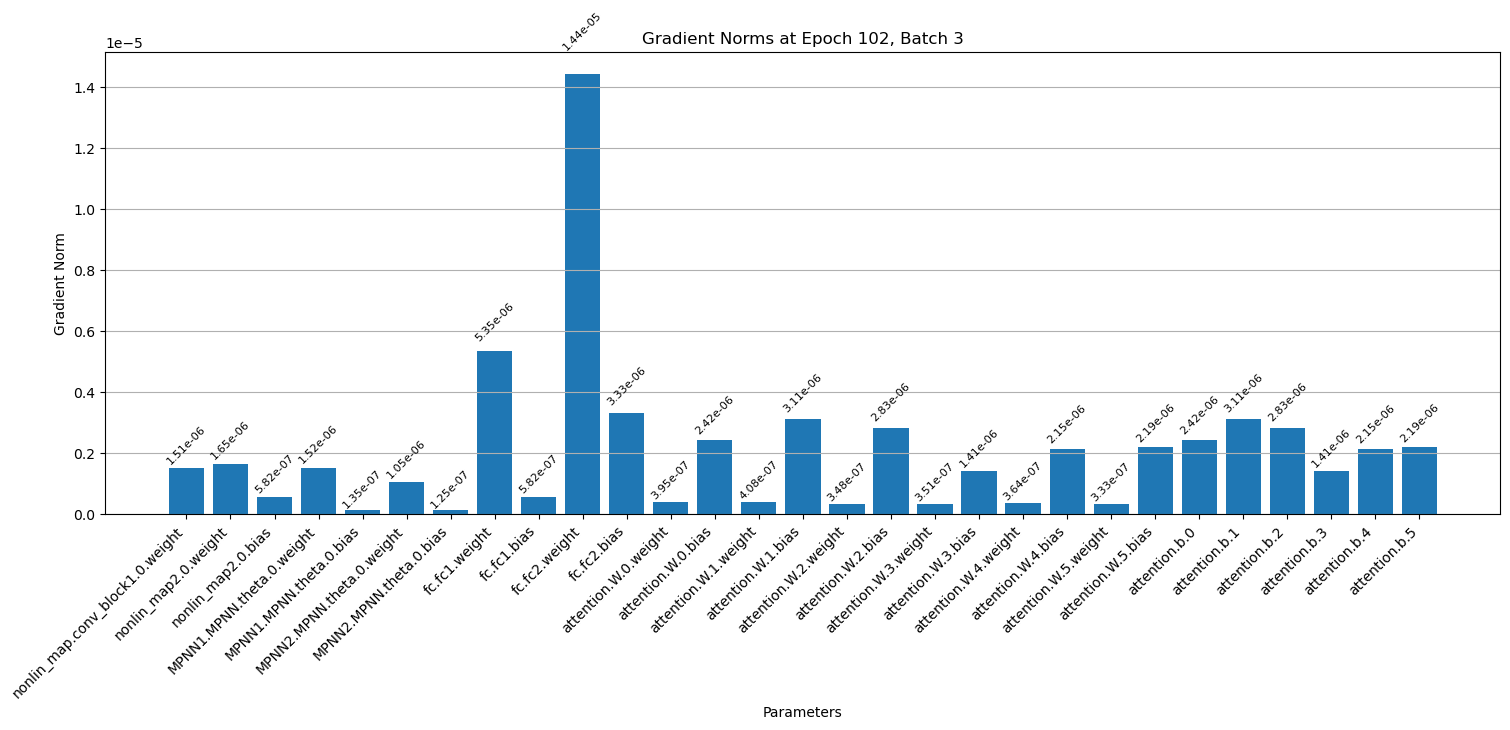 Gradient Norms at Epoch 102, Batch 3
1e−5
Gradient Norm
1.4
1.2
1.0
0.8
0.6
0.4
0.2
0.0
1.51e-06
1.65e-06
5.82e-07
1.52e-06
1.35e-07
1.05e-06
1.25e-07
5.35e-06
5.82e-07
1.44e-05
3.33e-06
3.95e-07
2.42e-06
4.08e-07
3.11e-06
3.48e-07
2.83e-06
3.51e-07
1.41e-06
3.64e-07
2.15e-06
3.33e-07
2.19e-06
2.42e-06
3.11e-06
2.83e-06
1.41e-06
2.15e-06
2.19e-06
nonlin_map.conv_block1.0.weight
nonlin_map2.0.weight
nonlin_map2.0.bias
MPNN1.MPNN.theta.0.weight
MPNN1.MPNN.theta.0.bias
MPNN2.MPNN.theta.0.weight
MPNN2.MPNN.theta.0.bias
fc.fc1.weight
fc.fc1.bias
fc.fc2.weight
fc.fc2.bias
attention.W.0.weight
attention.W.0.bias
attention.W.1.weight
attention.W.1.bias
attention.W.2.weight
attention.W.2.bias
attention.W.3.weight
attention.W.3.bias
attention.W.4.weight
attention.W.4.bias
attention.W.5.weight
attention.W.5.bias
attention.b.0
attention.b.1
attention.b.2
attention.b.3
attention.b.4
attention.b.5
Parameters